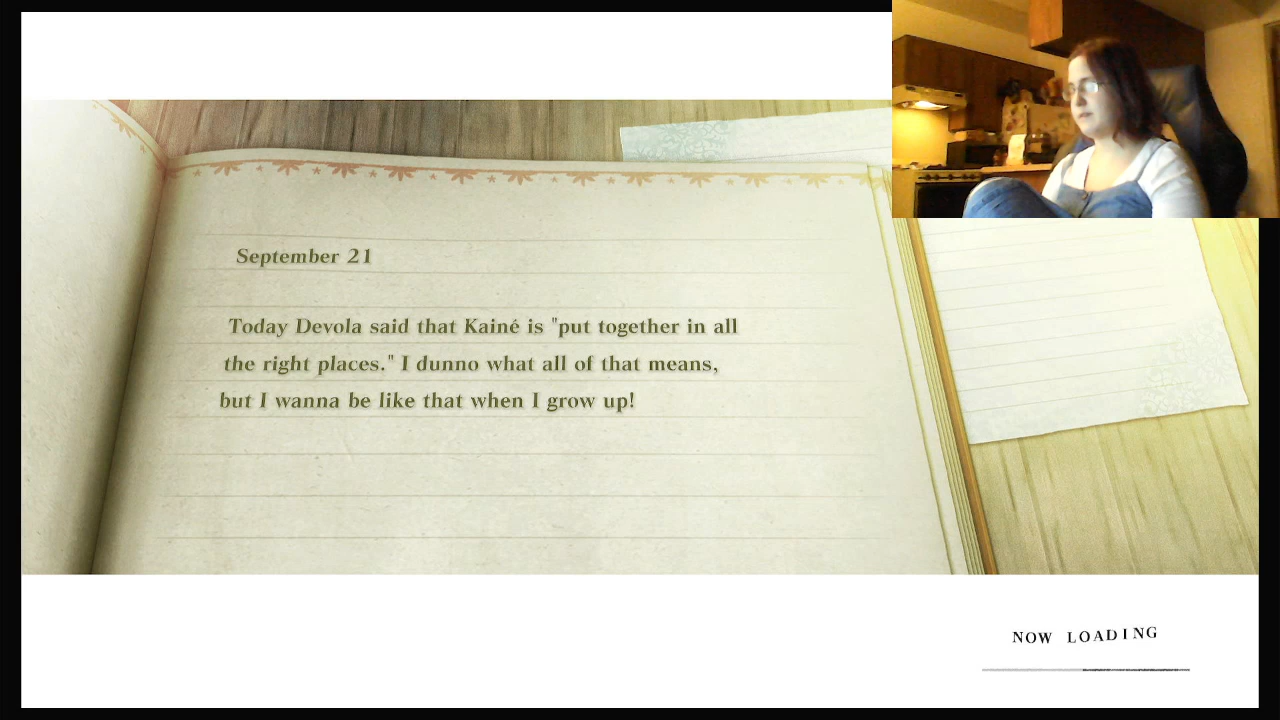 September 21
Today Devola said that Kainé is "put together in all
the right places." I dunno what all of that means,
but I wanna be like that when I grow up!
NOW LOADING